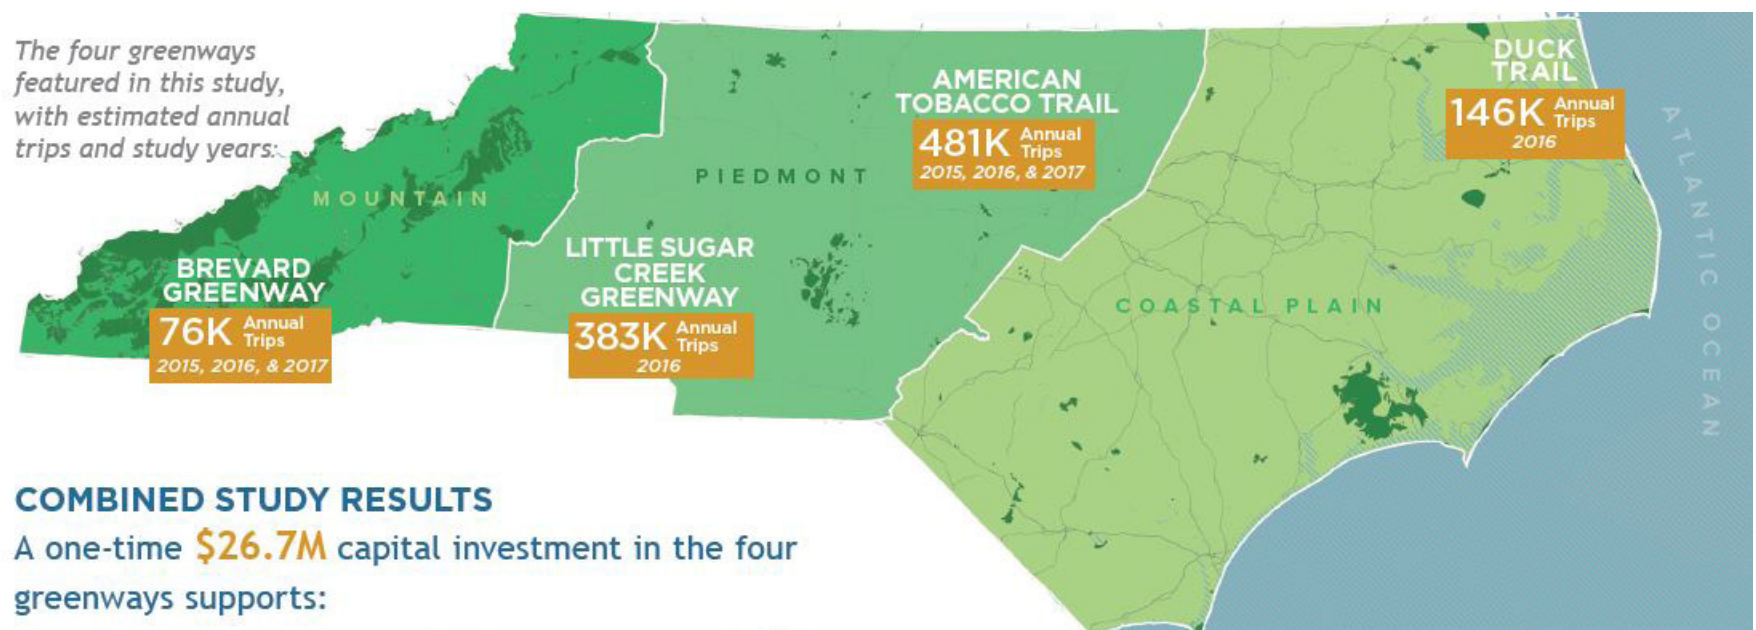 The four greenways
featured in this study,
with estimated annual
trips and study years:
MOUNTAIN
BREVARD
GREENWAY
76K Annual Trips
2015, 2016, & 2017
PIEDMONT
LITTLE SUGAR
CREEK
GREENWAY
383K Annual Trips
2016
AMERICAN
TOBACCO TRAIL
481K Annual Trips
2015, 2016, & 2017
COASTAL PLAIN
DUCK
TRAIL
146K Annual Trips
2016
ATLANTIC OCEAN
COMBINED STUDY RESULTS
A one-time $26.7M capital investment in the four
greenways supports: